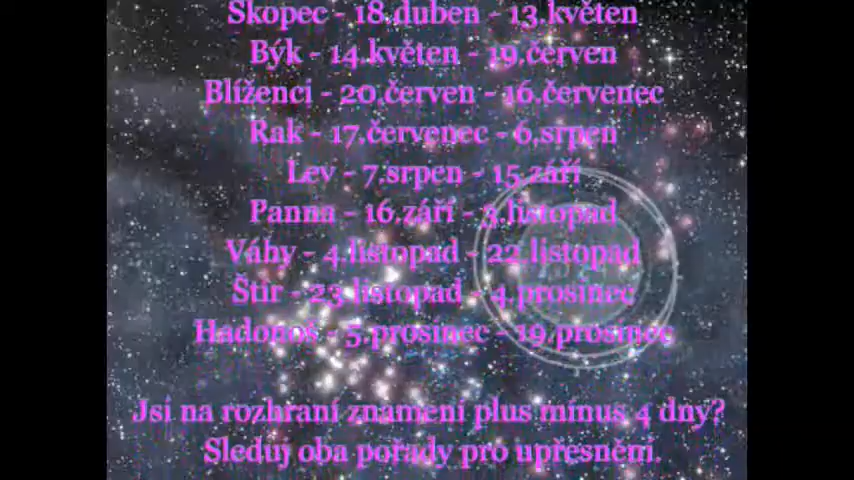 Skopec - 18.duben - 13.květen
Býk - 14.květen - 19.červen
Blíženci - 20.červen - 16.červenec
Rak - 17.červenec - 6.srpen
Lev - 7.srpen - 15.září
Panna - 16.září - 3.listopad
Váhy - 4.listopad - 22.listopad
Štír - 23.listopad - 4.prosinec
Hadonoš - 5.prosinec - 19.prosinec
Jsi na rozhraní znamení plus mínus 4 dny?
Sleduj oba pořady pro upřesnění.